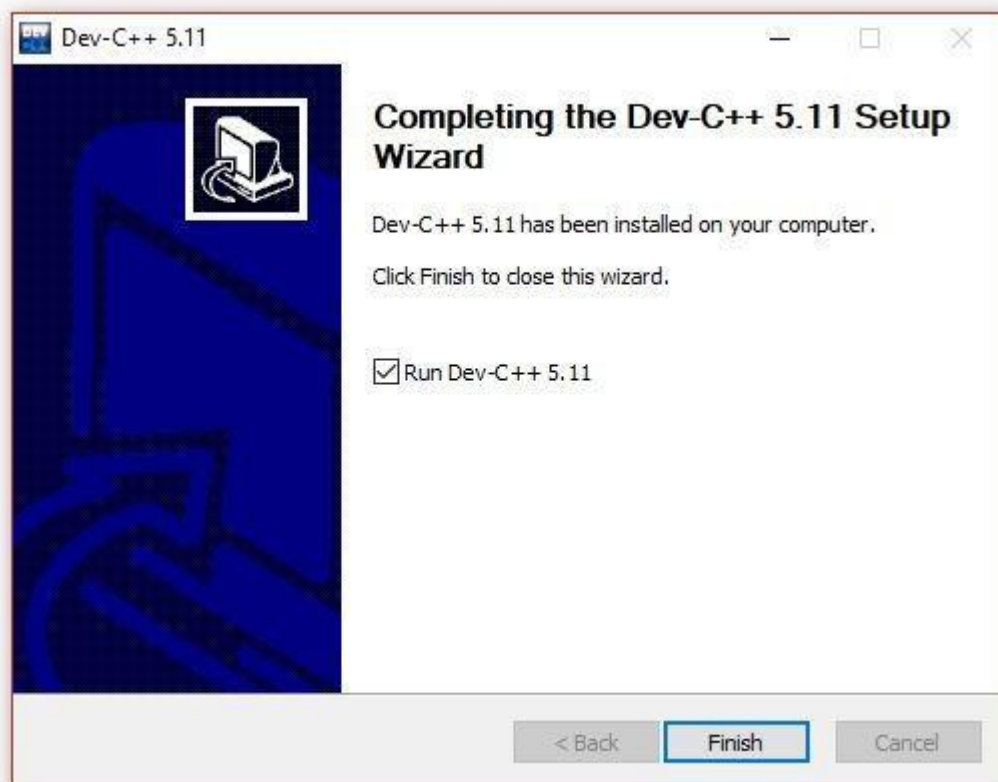 Dev-C++ 5.11
Completing the Dev-C++ 5.11 Setup
Wizard
Dev-C++ 5.11 has been installed on your computer.
Click Finish to close this wizard.
Run Dev-C++ 5.11
< Back Finish Cancel